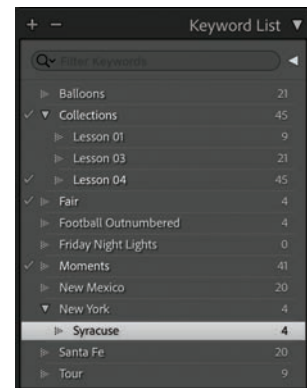 + − Keyword List ▼
Filter Keywords
Balloons 21
Collections 45
Lesson 01 9
Lesson 03 21
Lesson 04 45
Fair 4
Football Outnumbered 4
Friday Night Lights 0
Moments 41
New Mexico 20
New York 4
Syracuse 4
Santa Fe 20
Tour 9